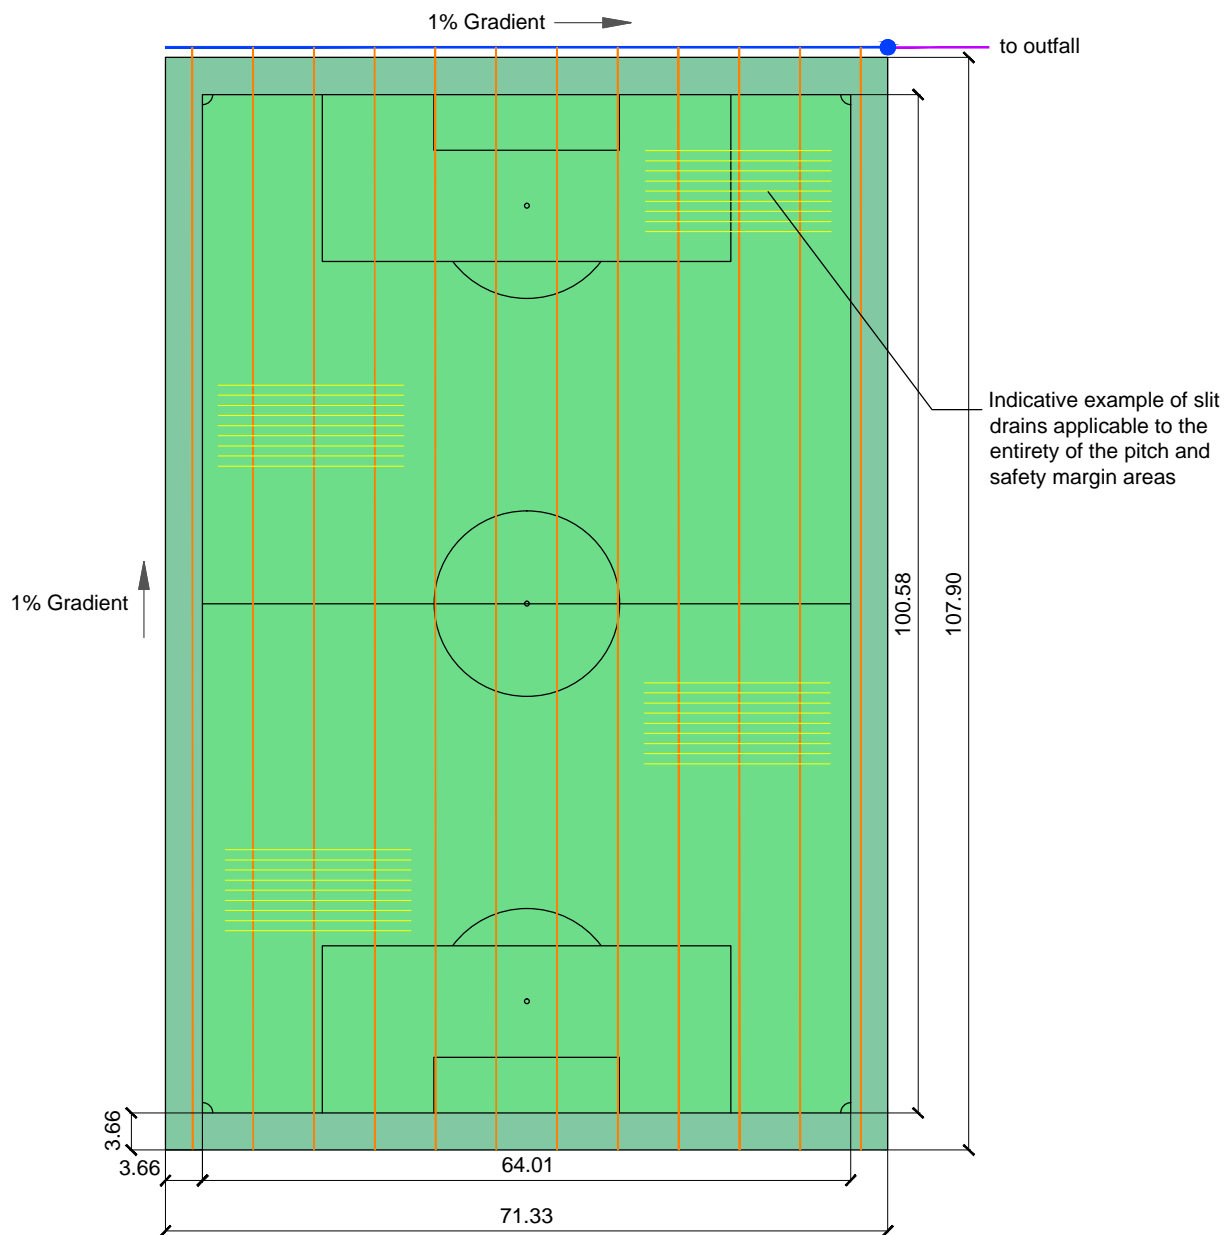 1% Gradient
to outfall
Indicative example of slit
drains applicable to the
entirety of the pitch and
safety margin areas
1% Gradient
100.58
107.90
3.66
3.66
64.01
71.33